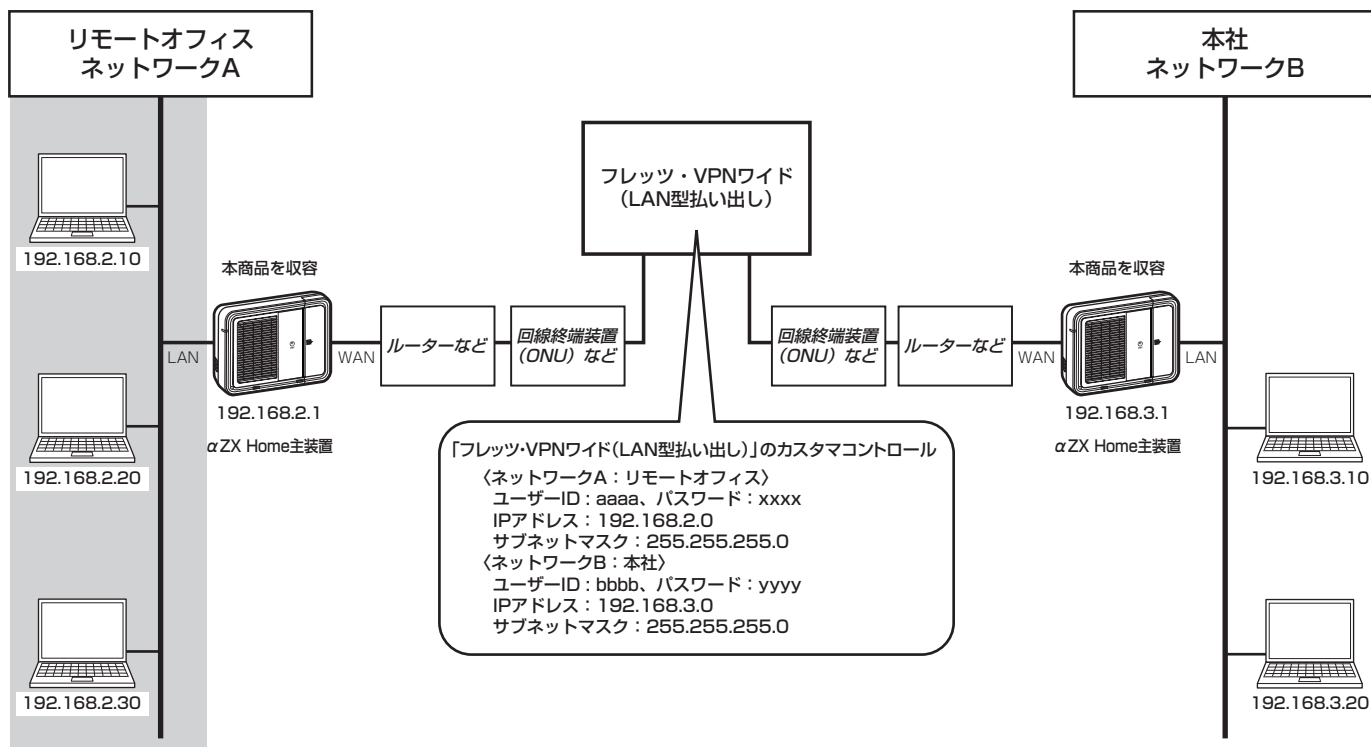 リモートオフィス
ネットワークA
本社
ネットワークB
フレッツ・VPNワイド
（LAN型払い出し）
192.168.2.10
本商品を収容
本商品を収容
LAN
WAN
ルーターなど
回線終端装置
（ONU）など
回線終端装置
（ONU）など
ルーターなど
WAN
LAN
192.168.2.1
αZX Home主装置
192.168.3.1
αZX Home主装置
192.168.2.20
192.168.3.10
「フレッツ・VPNワイド（LAN型払い出し）」のカスタマコントロール
〈ネットワークA：リモートオフィス〉
ユーザーID：aaaa、パスワード：xxxx
IPアドレス：192.168.2.0
サブネットマスク：255.255.255.0
〈ネットワークB：本社〉
ユーザーID：bbbb、パスワード：yyyy
IPアドレス：192.168.3.0
サブネットマスク：255.255.255.0
192.168.2.30
192.168.3.20